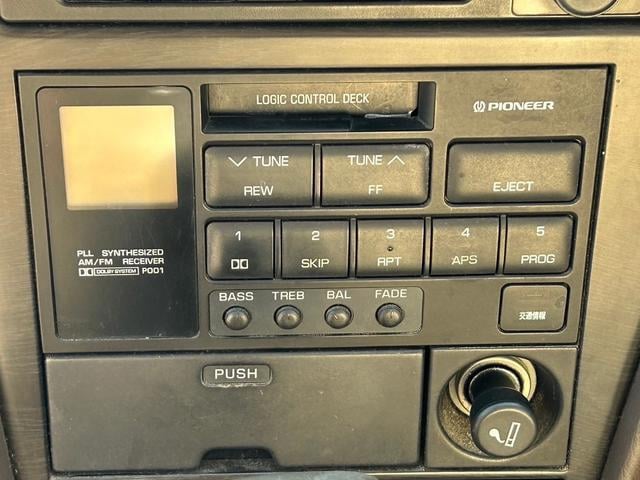 LOGIC CONTROL DECK
PIONEER
TUNE
REW
TUNE
FF
EJECT
1
2
SKIP
3
RPT
4
APS
5
PROG
PLL SYNTHESIZED
AM/FM RECEIVER
DOLBY SYSTEM P001
BASS TREB BAL FADE
交通情報
PUSH